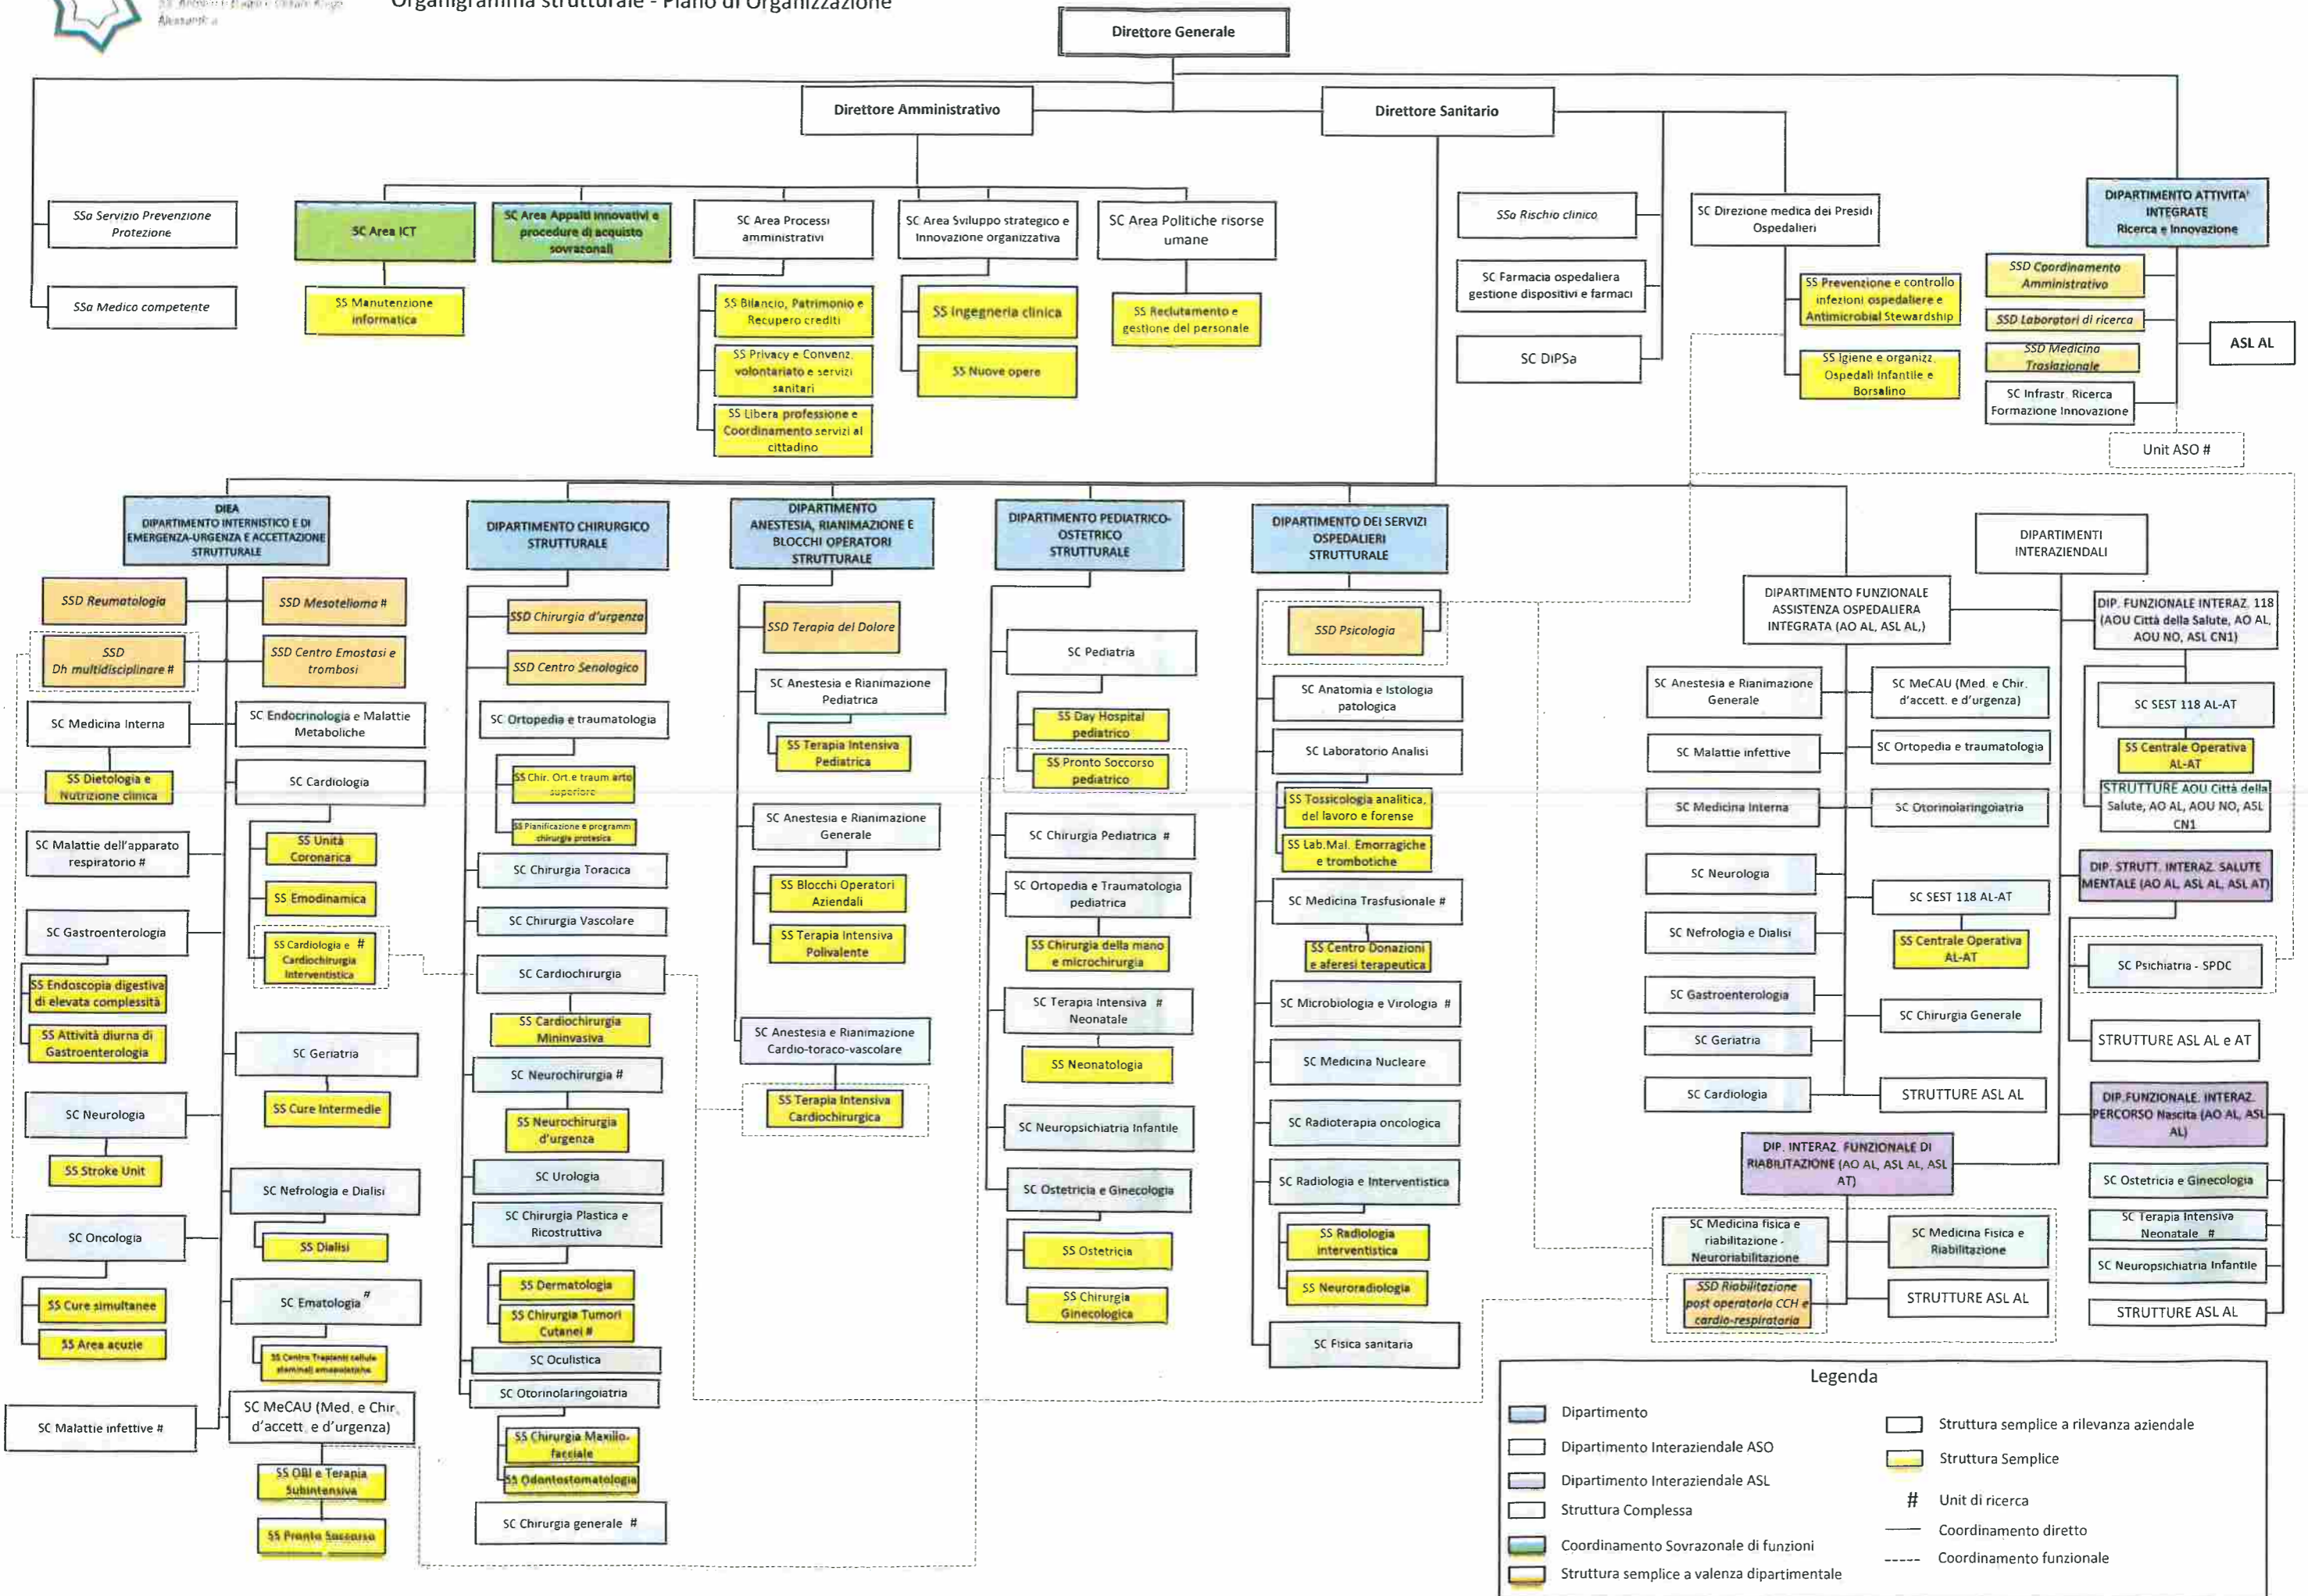 Organigramma strutturale - Piano di Organizzazione
Alessandria
Direttore Generale
Direttore Amministrativo
Direttore Sanitario
SSa Servizio Prevenzione
Protezione
SSa Medico competente
SC Area ICT
SS Manutenzione
informatica
SC Area Appalti innovativi e
procedure di acquisto
sovrazonali
SC Area Processi
amministrativi
SS Bilancio, Patrimonio e
Recupero crediti
SS Privacy e Convenz.
volontariato e servizi
sanitari
SS Libera professione e
Coordinamento servizi al
cittadino
SC Area Sviluppo strategico e
Innovazione organizzativa
SS Ingegneria clinica
SS Nuove opere
SC Area Politiche risorse
umane
SS Reclutamento e
gestione del personale
SSa Rischio clinico
SC Farmacia ospedaliera
gestione dispositivi e farmaci
SC DiPSa
SC Direzione medica dei Presidi
Ospedalieri
SS Prevenzione e controllo
infezioni ospedaliere e
Antimicrobial Stewardship
SS Igiene e organizz.
Ospedali Infantile e
Borsalino
DIPARTIMENTO ATTIVITA'
INTEGRATE
Ricerca e Innovazione
SSD Coordinamento
Amministrativo
SSD Laboratori di ricerca
SSD Medicina
Traslazionale
SC Infrastr. Ricerca
Formazione Innovazione
ASL AL
Unit ASO #
DIEA
DIPARTIMENTO INTERNISTICO E DI
EMERGENZA-URGENZA E ACCETTAZIONE
STRUTTURALE
SSD Reumatologia
SSD Mesotelioma #
SSD
Dh multidisciplinare #
SSD Centro Emostasi e
trombosi
SC Medicina Interna
SC Endocrinologia e Malattie
Metaboliche
SS Dietologia e
Nutrizione clinica
SC Cardiologia
SS Unità
Coronarica
SC Malattie dell'apparato
respiratorio #
SS Emodinamica
SC Gastroenterologia
SS Cardiologia e #
Cardiochirurgia
Interventistica
SS Endoscopia digestiva
di elevata complessità
SS Attività diurna di
Gastroenterologia
SC Geriatria
SS Cure Intermedie
SC Neurologia
SS Stroke Unit
SC Nefrologia e Dialisi
SS Dialisi
SC Oncologia
SS Cure simultanee
SS Area acuzie
SC Ematologia #
SS Centro Trapianti cellule
staminali emopoietiche
SC Malattie infettive #
SC MeCAU (Med. e Chir.
d'accett. e d'urgenza)
SS OBI e Terapia
Subintensiva
SS Pronto Soccorso
DIPARTIMENTO CHIRURGICO
STRUTTURALE
SSD Chirurgia d'urgenza
SSD Centro Senologico
SC Ortopedia e traumatologia
SS Chir. Ort.e traum arto
superiore
SS Pianificazione e programm
chirurgia protesica
SC Chirurgia Toracica
SC Chirurgia Vascolare
SC Cardiochirurgia
SS Cardiochirurgia
Mininvasiva
SC Neurochirurgia #
SS Neurochirurgia
d'urgenza
SC Urologia
SC Chirurgia Plastica e
Ricostruttiva
SS Dermatologia
SS Chirurgia Tumori
Cutanei #
SC Oculistica
SC Otorinolaringoiatria
SS Chirurgia Maxillo-
facciale
SS Odontostomatologia
SC Chirurgia generale #
DIPARTIMENTO
ANESTESIA, RIANIMAZIONE E
BLOCCHI OPERATORI
STRUTTURALE
SSD Terapia del Dolore
SC Anestesia e Rianimazione
Pediatrica
SS Terapia Intensiva
Pediatrica
SC Anestesia e Rianimazione
Generale
SS Blocchi Operatori
Aziendali
SS Terapia Intensiva
Polivalente
SC Anestesia e Rianimazione
Cardio-toraco-vascolare
SS Terapia Intensiva
Cardiochirurgica
DIPARTIMENTO PEDIATRICO-
OSTETRICO
STRUTTURALE
SC Pediatria
SS Day Hospital
pediatrico
SS Pronto Soccorso
pediatrico
SC Chirurgia Pediatrica #
SC Ortopedia e Traumatologia
pediatrica
SS Chirurgia della mano
e microchirurgia
SC Terapia Intensiva #
Neonatale
SS Neonatologia
SC Neuropsichiatria Infantile
SC Ostetricia e Ginecologia
SS Ostetricia
SS Chirurgia
Ginecologica
DIPARTIMENTO DEI SERVIZI
OSPEDALIERI
STRUTTURALE
SSD Psicologia
SC Anatomia e Istologia
patologica
SC Laboratorio Analisi
SS Tossicologia analitica,
del lavoro e forense
SS Lab.Mal. Emorragiche
e trombotiche
SC Medicina Trasfusionale #
SS Centro Donazioni
e aferesi terapeutica
SC Microbiologia e Virologia #
SC Medicina Nucleare
SC Radioterapia oncologica
SC Radiologia e Interventistica
SS Radiologia
interventistica
SS Neuroradiologia
SC Fisica sanitaria
DIPARTIMENTI
INTERAZIENDALI
DIPARTIMENTO FUNZIONALE
ASSISTENZA OSPEDALIERA
INTEGRATA (AO AL, ASL AL,)
SC Anestesia e Rianimazione
Generale
SC MeCAU (Med. e Chir.
d'accett. e d'urgenza)
SC Malattie infettive
SC Ortopedia e traumatologia
SC Medicina Interna
SC Otorinolaringoiatria
SC Neurologia
SC SEST 118 AL-AT
SS Centrale Operativa
AL-AT
SC Nefrologia e Dialisi
SC Gastroenterologia
SC Chirurgia Generale
SC Geriatria
SC Cardiologia
STRUTTURE ASL AL
DIP. INTERAZ. FUNZIONALE DI
RIABILITAZIONE (AO AL, ASL AL, ASL
AT)
SC Medicina fisica e
riabilitazione -
Neuroriabilitazione
SC Medicina Fisica e
Riabilitazione
SSD Riabilitazione
post operatoria CCH e
cardio-respiratoria
STRUTTURE ASL AL
DIP. FUNZIONALE INTERAZ. 118
(AOU Città della Salute, AO AL,
AOU NO, ASL CN1)
SC SEST 118 AL-AT
SS Centrale Operativa
AL-AT
STRUTTURE AOU Città della
Salute, AO AL, AOU NO, ASL
CN1
DIP. STRUTT. INTERAZ. SALUTE
MENTALE (AO AL, ASL AL, ASL AT)
SC Psichiatria - SPDC
STRUTTURE ASL AL e AT
DIP.FUNZIONALE. INTERAZ.
PERCORSO Nascita (AO AL, ASL
AL)
SC Ostetricia e Ginecologia
SC Terapia Intensiva
Neonatale #
SC Neuropsichiatria Infantile
STRUTTURE ASL AL
Legenda
Dipartimento
Dipartimento Interaziendale ASO
Dipartimento Interaziendale ASL
Struttura Complessa
Coordinamento Sovrazonale di funzioni
Struttura semplice a valenza dipartimentale
Struttura semplice a rilevanza aziendale
Struttura Semplice
# Unit di ricerca
Coordinamento diretto
Coordinamento funzionale